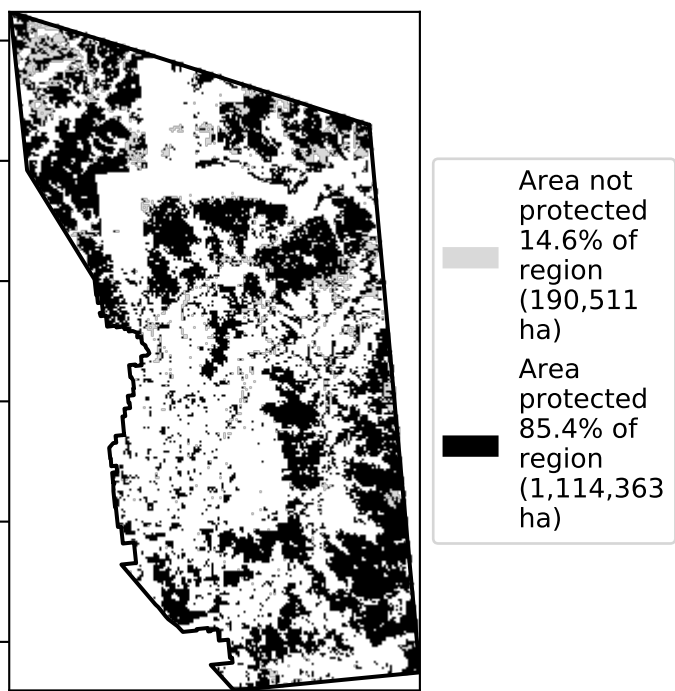 Area not
protected
14.6% of
region
(190,511
ha)
Area
protected
85.4% of
region
(1,114,363
ha)